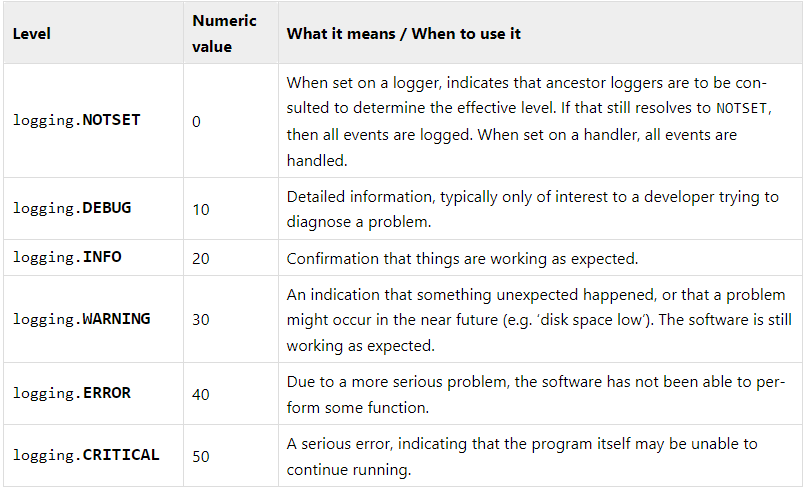 Level
Numeric
value
What it means / When to use it
logging.NOTSET
0
When set on a logger, indicates that ancestor loggers are to be con-
sulted to determine the effective level. If that still resolves to NOTSET,
then all events are logged. When set on a handler, all events are
handled.
logging.DEBUG
10
Detailed information, typically only of interest to a developer trying to
diagnose a problem.
logging.INFO
20
Confirmation that things are working as expected.
logging.WARNING
30
An indication that something unexpected happened, or that a problem
might occur in the near future (e.g. ‘disk space low’). The software is still
working as expected.
logging.ERROR
40
Due to a more serious problem, the software has not been able to per-
form some function.
logging.CRITICAL
50
A serious error, indicating that the program itself may be unable to
continue running.